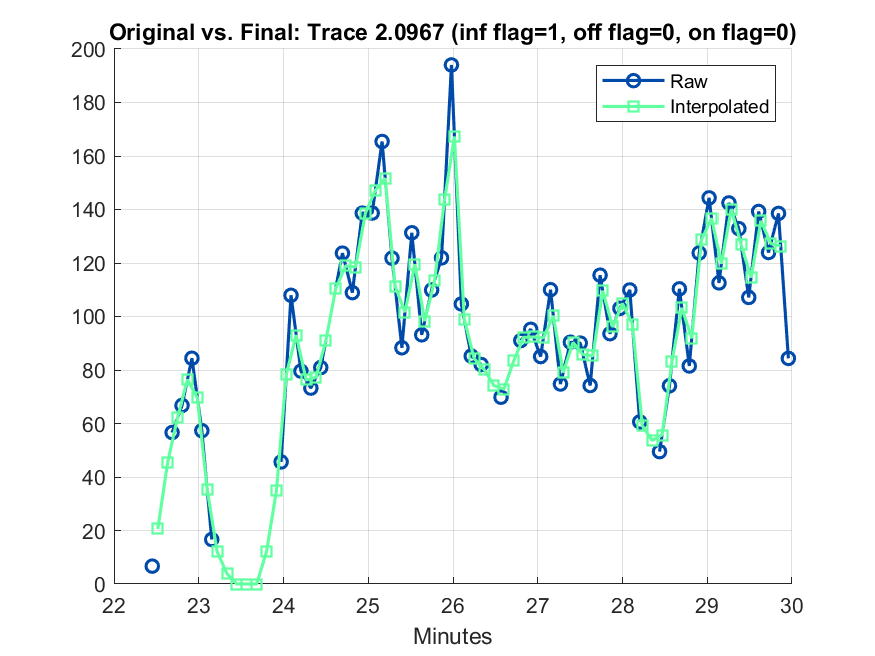 Original vs. Final: Trace 2.0967 (inf flag=1, off flag=0, on flag=0)
200
180
160
140
120
100
80
60
40
20
0
Raw
Interpolated
22 23 24 25 26 27 28 29 30
Minutes